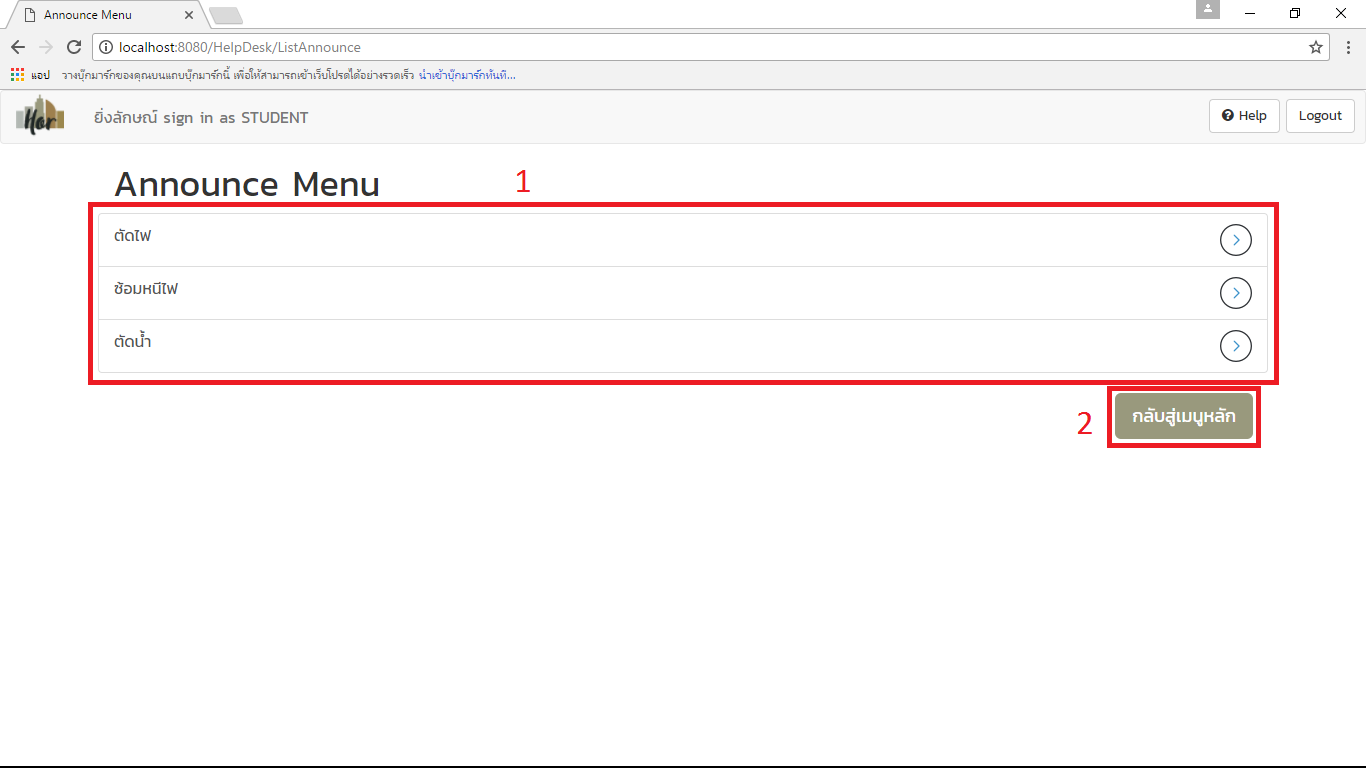 Announce Menu
localhost:8080/HelpDesk/ListAnnounce
แอป วางบุ๊กมาร์กของคุณบนแถบบุ๊กมาร์กนี้ เพื่อให้สามารถเข้าเว็บโปรดได้อย่างรวดเร็ว นำเข้าบุ๊กมาร์กทันที...
Hor ยิ่งลักษณ์ sign in as STUDENT Help Logout
Announce Menu 1
ตัดไฟ
ซ้อมหนีไฟ
ตัดน้ำ
2 กลับสู่เมนูหลัก